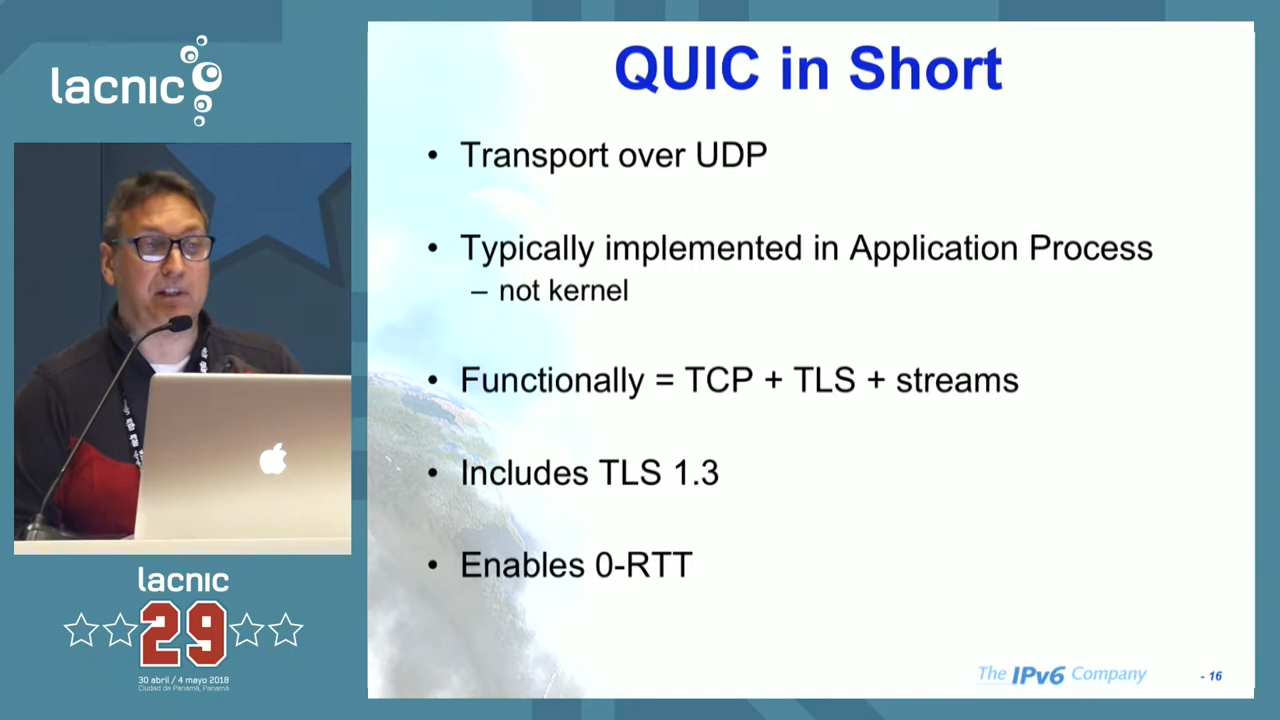 lacnic
lacnic
29
30 abril / 4 mayo 2018
Ciudad de Panamá, Panamá
QUIC in Short
• Transport over UDP
• Typically implemented in Application Process
– not kernel
• Functionally = TCP + TLS + streams
• Includes TLS 1.3
• Enables 0-RTT
The IPv6 Company
- 16